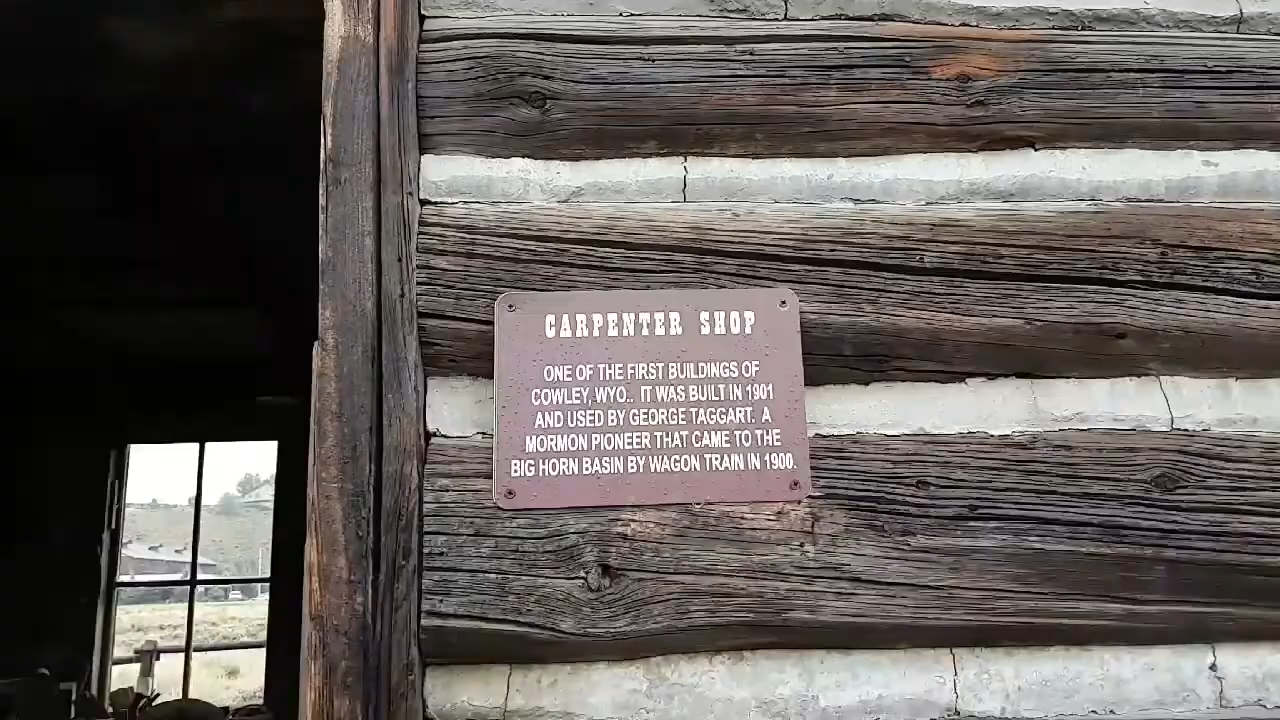 CARPENTER SHOP
ONE OF THE FIRST BUILDINGS OF
COWLEY, WYO.. IT WAS BUILT IN 1901
AND USED BY GEORGE TAGGART. A
MORMON PIONEER THAT CAME TO THE
BIG HORN BASIN BY WAGON TRAIN IN 1900.